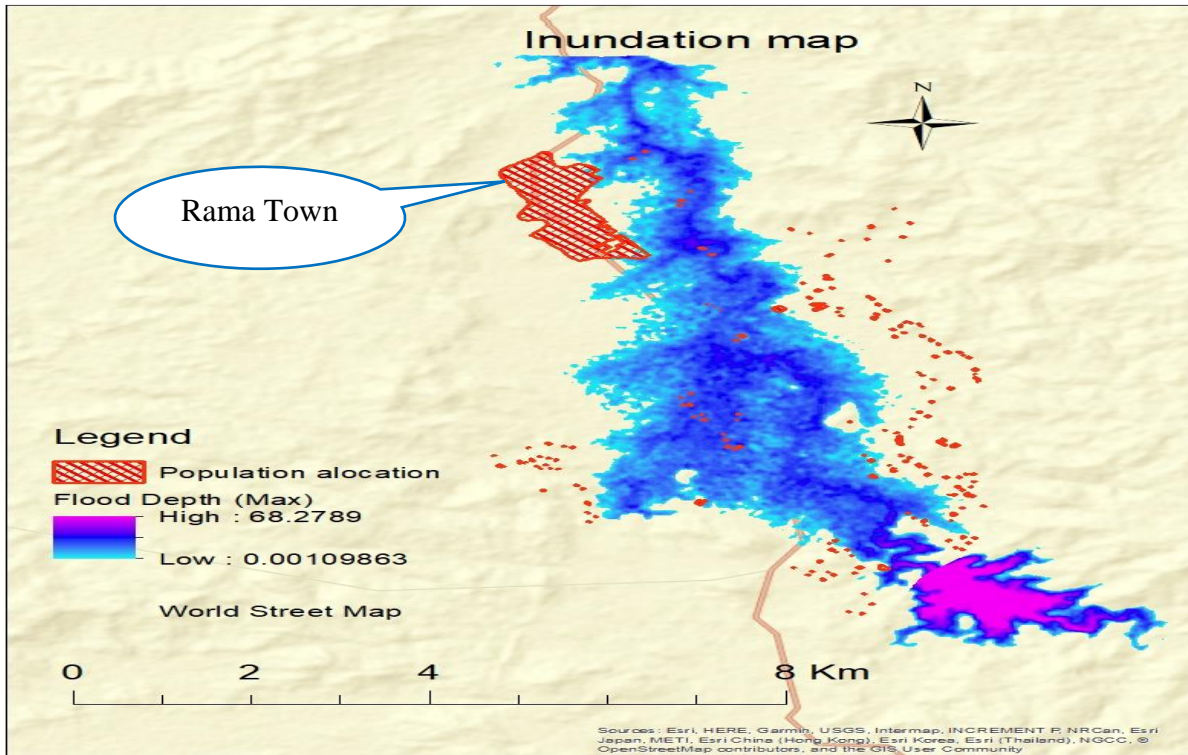 Inundation map
N
Rama Town
Legend
Population alocation
Flood Depth (Max)
High : 68.2789
Low : 0.00109863
World Street Map
0 2 4 8 Km
Sources: Esri, HERE, Garmin, USGS, Intermap, INCREMENT P, NRCan, Esri
Japan, METI, Esri China (Hong Kong), Esri Korea, Esri (Thailand), NGCC, ©
OpenStreetMap contributors, and the GIS User Community